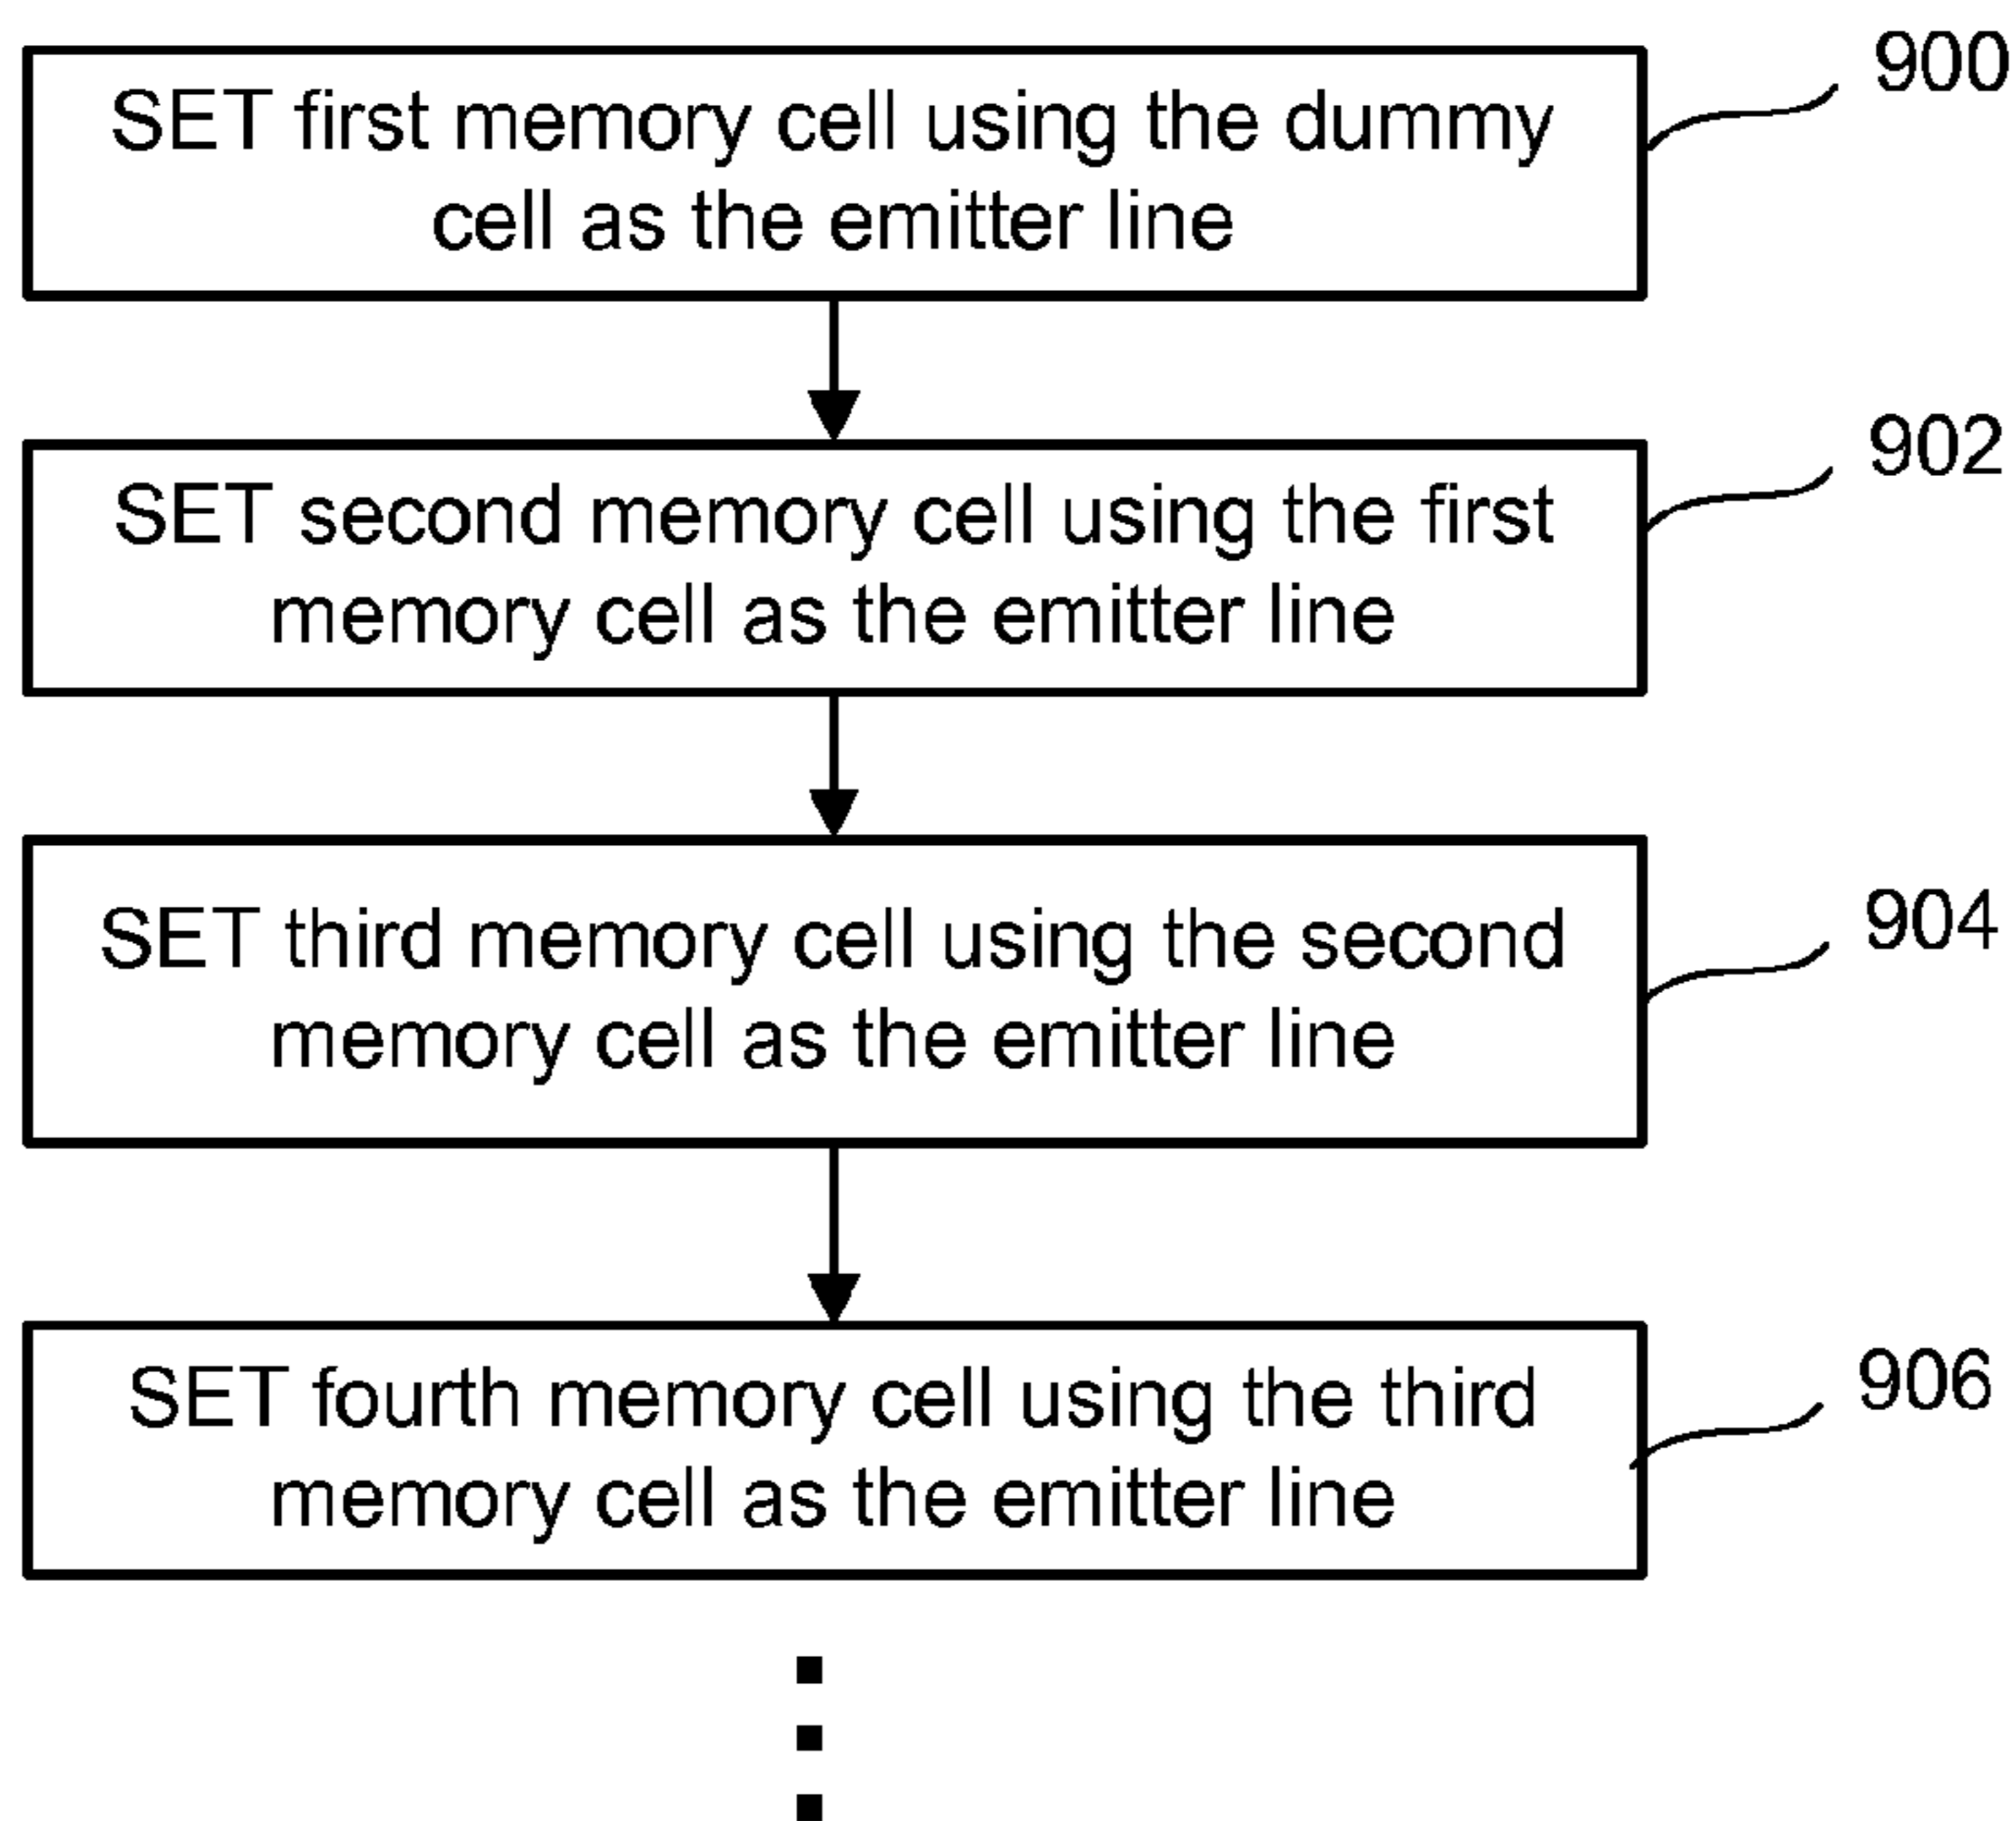 SET first memory cell using the dummy
cell as the emitter line
900
SET second memory cell using the first
memory cell as the emitter line
902
SET third memory cell using the second
memory cell as the emitter line
904
SET fourth memory cell using the third
memory cell as the emitter line
906